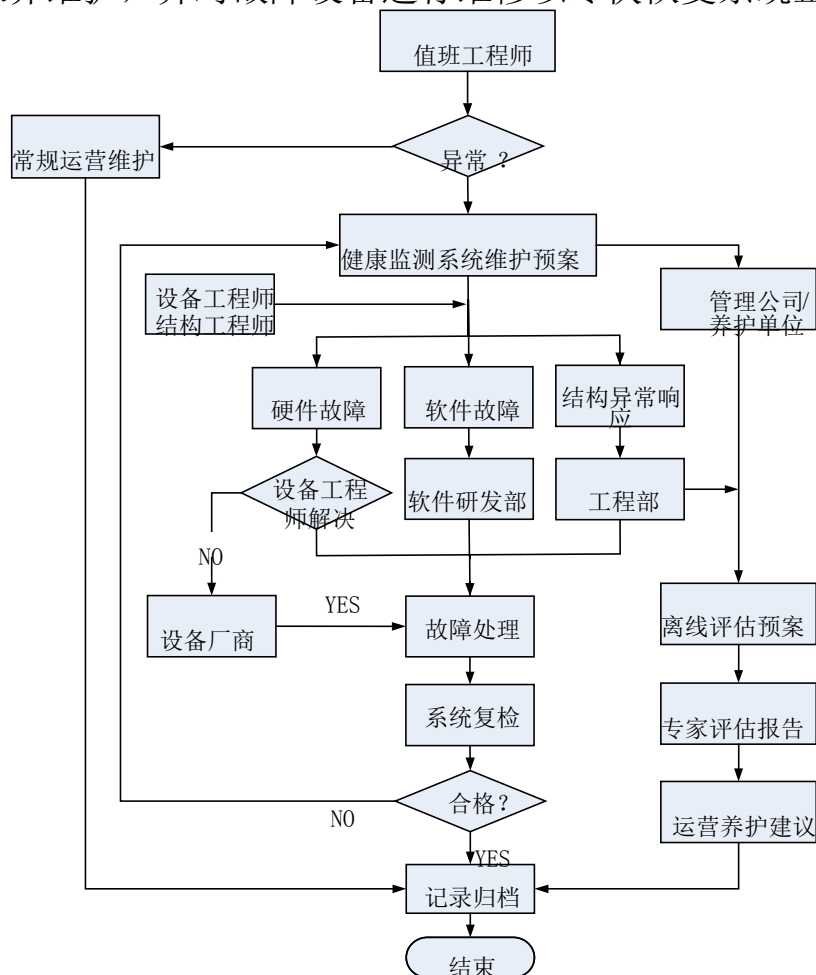 值班工程师
异常？
常规运营维护
健康监测系统维护预案
设备工程师
结构工程师
管理公司/
养护单位
硬件故障
软件故障
结构异常响
应
设备工程
师解决
软件研发部
工程部
NO
YES
设备厂商
故障处理
离线评估预案
系统复检
专家评估报告
合格？
NO
YES
运营养护建议
记录归档
结束